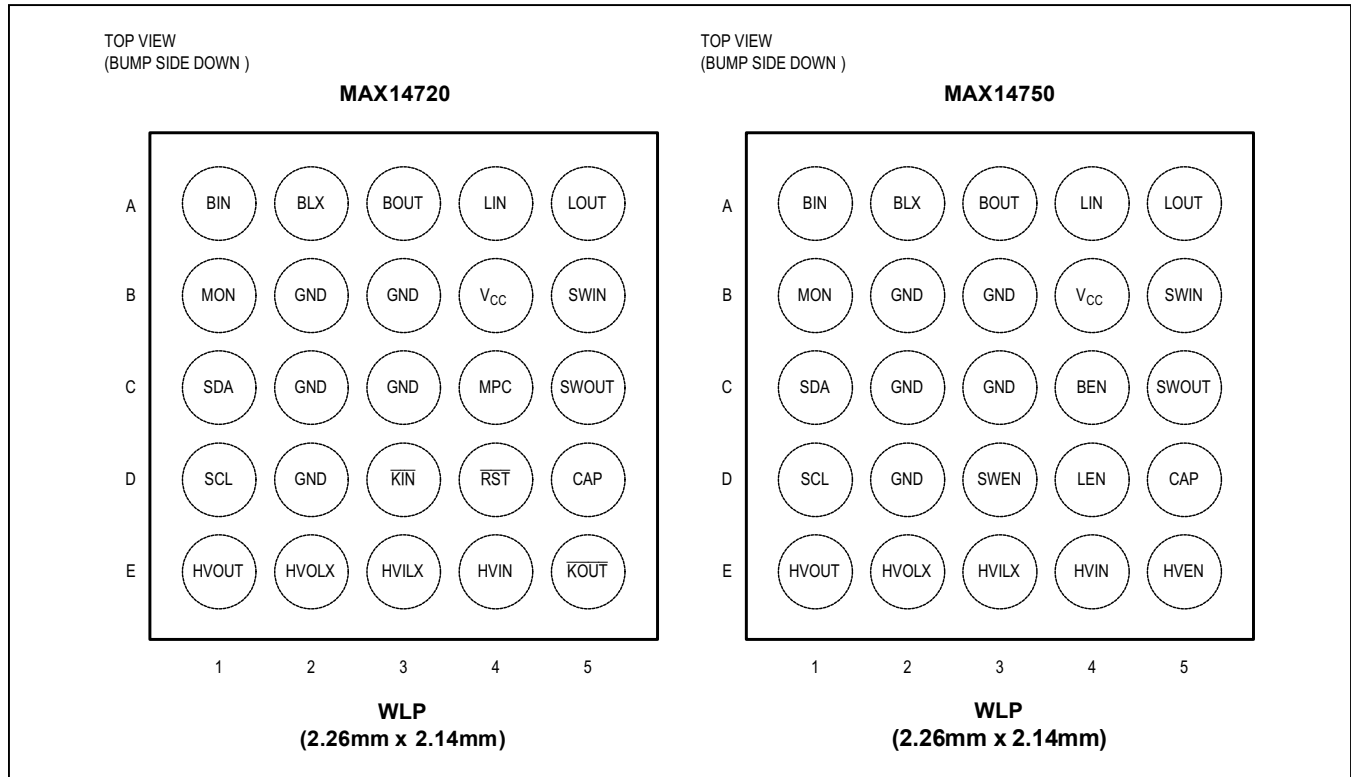 TOP VIEW
(BUMP SIDE DOWN )
MAX14720
A BIN BLX BOUT LIN LOUT
B MON GND GND VCC SWIN
C SDA GND GND MPC SWOUT
D SCL GND K̅I̅N̅ R̅S̅T̅ CAP
E HVOUT HVOLX HVILX HVIN K̅O̅U̅T̅
1 2 3 4 5
WLP
(2.26mm x 2.14mm)
TOP VIEW
(BUMP SIDE DOWN )
MAX14750
A BIN BLX BOUT LIN LOUT
B MON GND GND VCC SWIN
C SDA GND GND BEN SWOUT
D SCL GND SWEN LEN CAP
E HVOUT HVOLX HVILX HVIN HVEN
1 2 3 4 5
WLP
(2.26mm x 2.14mm)